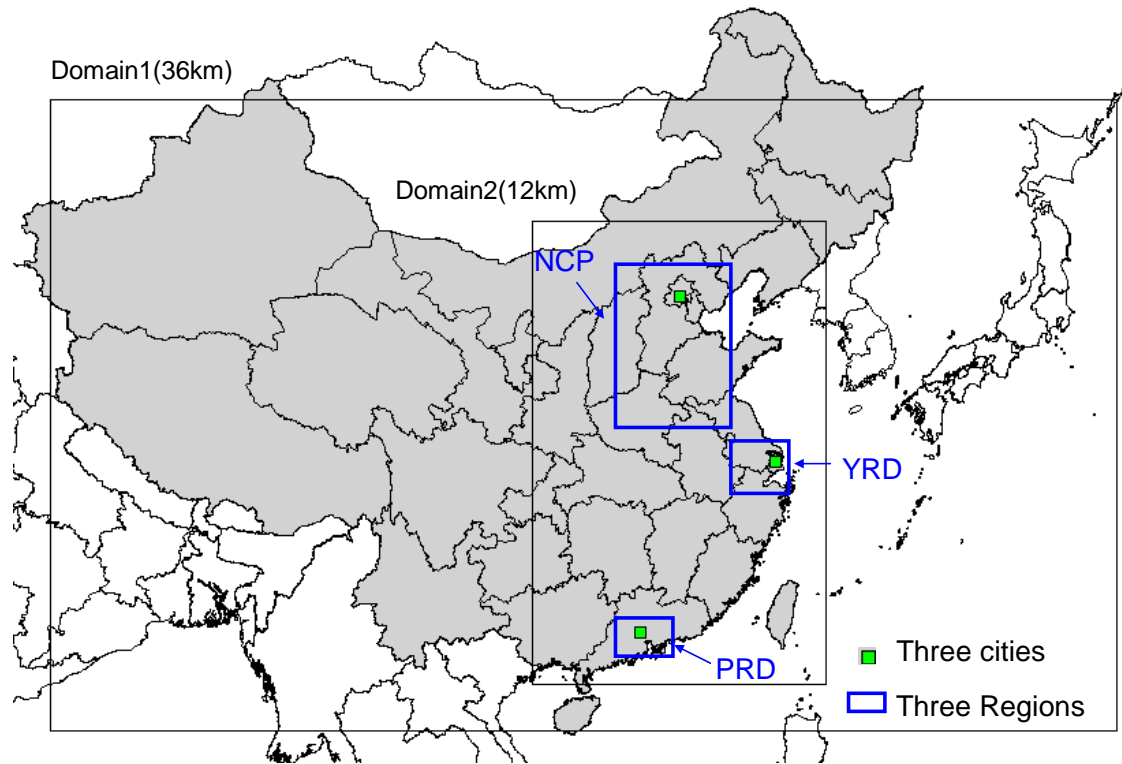 Domain1(36km)
Domain2(12km)
NCP
YRD
PRD
Three cities
Three Regions